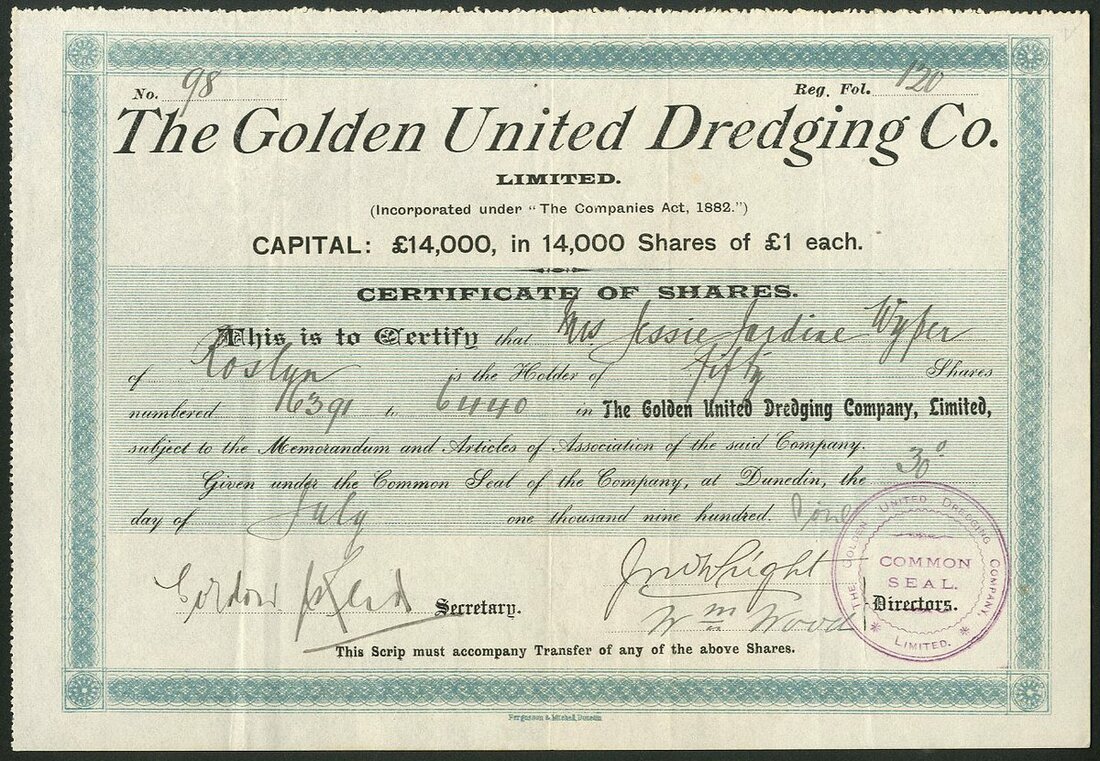 No. 98 Reg. Fol. 120
The Golden United Dredging Co.
LIMITED.
(Incorporated under "The Companies Act, 1882.")
CAPITAL: £14,000, in 14,000 Shares of £1 each.
CERTIFICATE OF SHARES.
This is to Certify that Mrs Jessie Jardine Wyper
of Roslyn is the Holder of fifty Shares
numbered 6391 to 6440 in The Golden United Dredging Company, Limited,
subject to the Memorandum and Articles of Association of the said Company.
Given under the Common Seal of the Company, at Dunedin, the 30
day of July one thousand nine hundred.
THE GOLDEN UNITED DREDGING COMPANY, LIMITED.
COMMON
SEAL.
Secretary.
Wm Wood
Directors.
This Scrip must accompany Transfer of any of the above Shares.
Fergusson & Mitchell, Dunedin